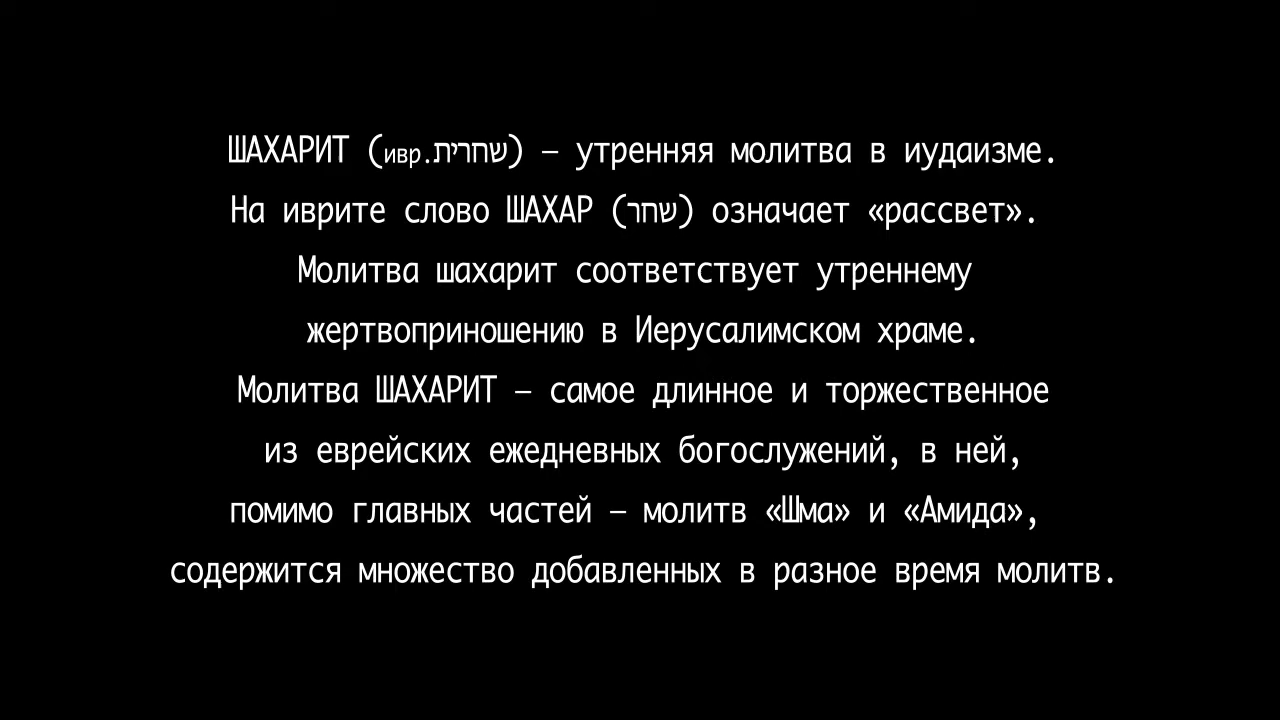 ШАХАРИТ (ивр.שחרית) – утренняя молитва в иудаизме.
На иврите слово ШАХАР (שחר) означает «рассвет».
Молитва шахарит соответствует утреннему
жертвоприношению в Иерусалимском храме.
Молитва ШАХАРИТ – самое длинное и торжественное
из еврейских ежедневных богослужений, в ней,
помимо главных частей – молитв «Шма» и «Амида»,
содержится множество добавленных в разное время молитв.